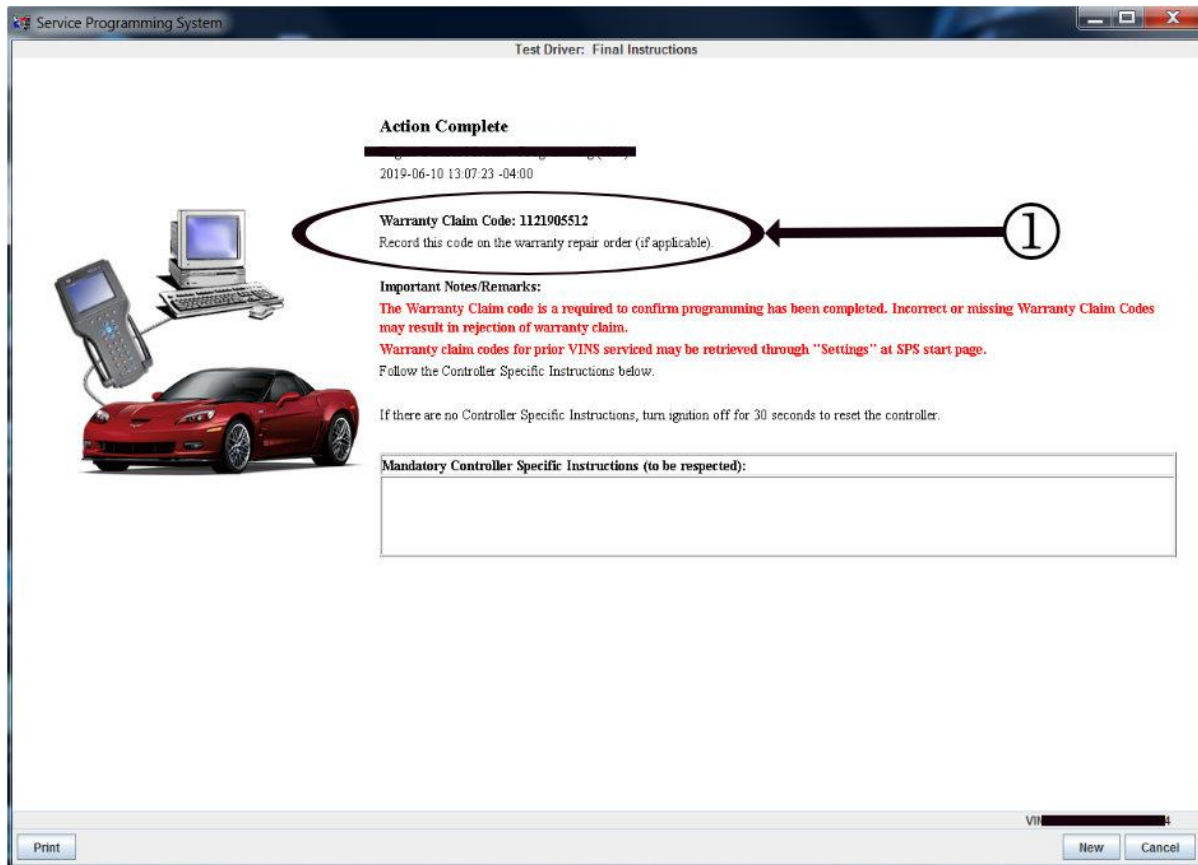 Service Programming System
Test Driver: Final Instructions
Action Complete
2019-06-10 13:07:23 -04:00
Warranty Claim Code: 1121905512
Record this code on the warranty repair order (if applicable).
1
Important Notes/Remarks:
The Warranty Claim code is a required to confirm programming has been completed. Incorrect or missing Warranty Claim Codes
may result in rejection of warranty claim.
Warranty claim codes for prior VINS serviced may be retrieved through "Settings" at SPS start page.
Follow the Controller Specific Instructions below.
If there are no Controller Specific Instructions, turn ignition off for 30 seconds to reset the controller.
Mandatory Controller Specific Instructions (to be respected):
VIN 4
Print
New
Cancel